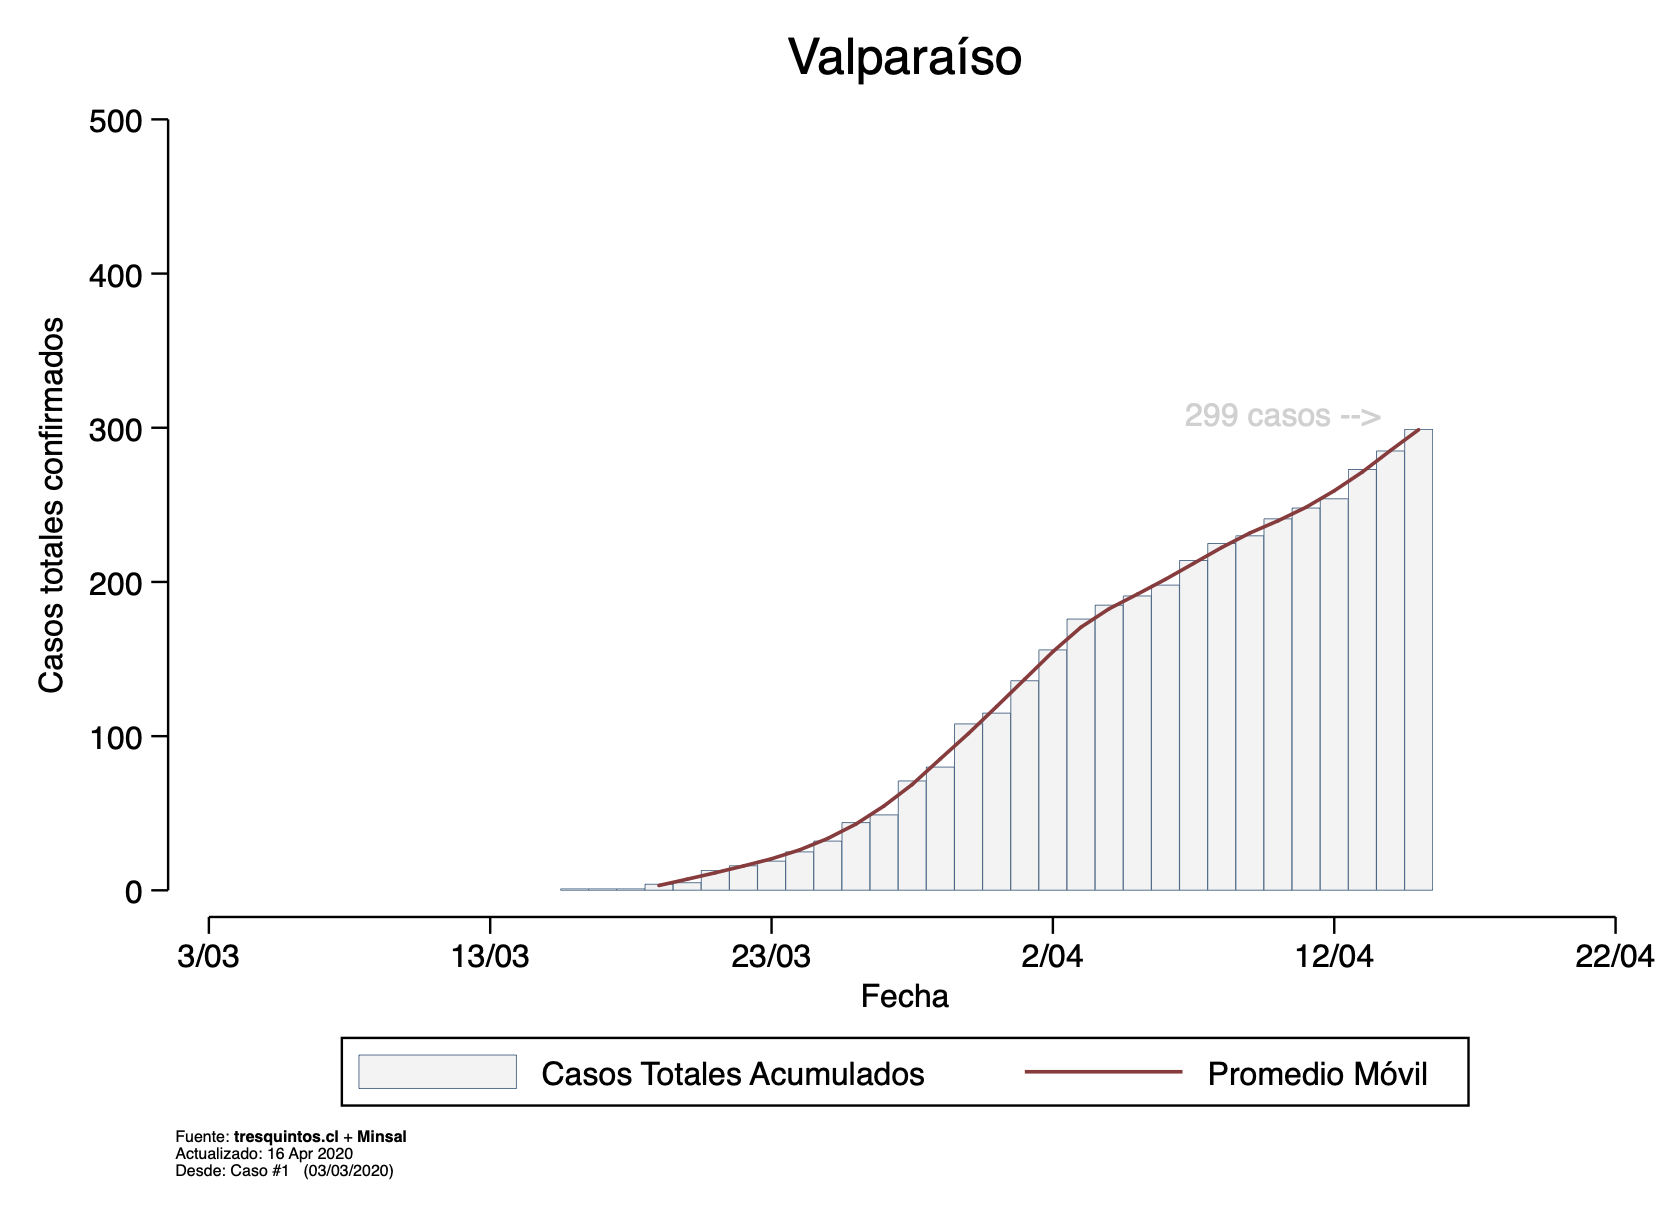 Valparaíso
500
400
300
200
100
0
Casos totales confirmados
299 casos -->
3/03 13/03 23/03 2/04 12/04 22/04
Fecha
Casos Totales Acumulados Promedio Móvil
Fuente: tresquintos.cl + Minsal
Actualizado: 16 Apr 2020
Desde: Caso #1 (03/03/2020)